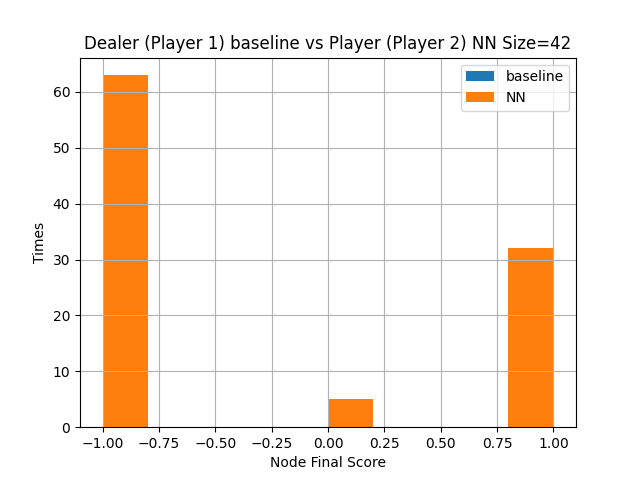 Dealer (Player 1) baseline vs Player (Player 2) NN Size=42
baseline
NN
60
50
40
30
20
10
0
Times
−1.00 −0.75 −0.50 −0.25 0.00 0.25 0.50 0.75 1.00
Node Final Score